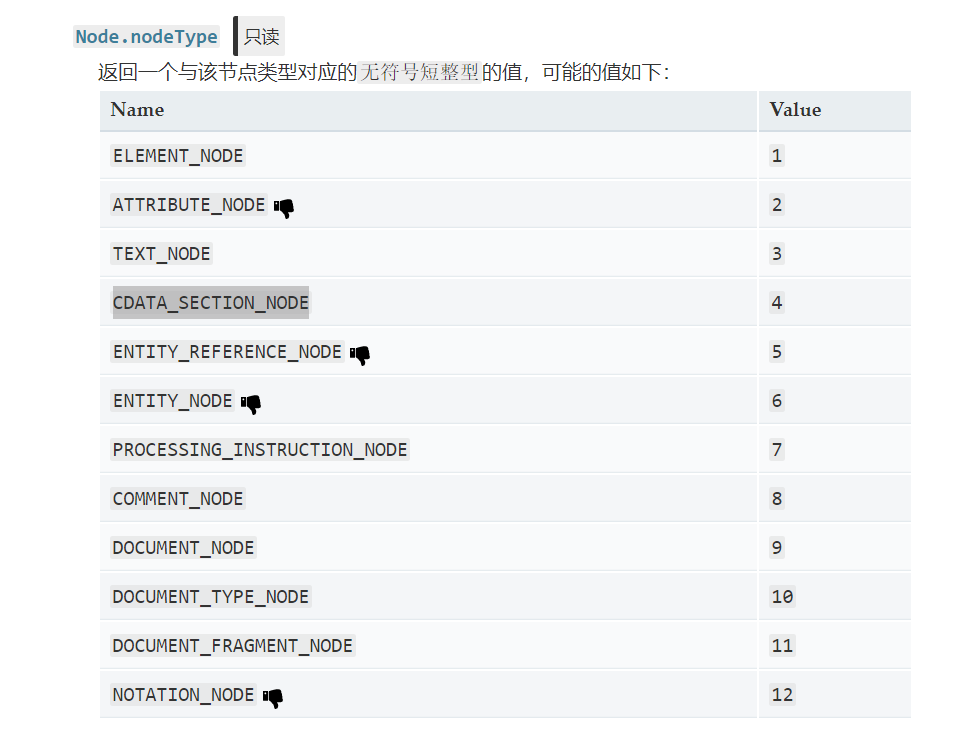 Node.nodeType 只读
返回一个与该节点类型对应的无符号短整型的值，可能的值如下：
Name Value
ELEMENT_NODE 1
ATTRIBUTE_NODE 2
TEXT_NODE 3
CDATA_SECTION_NODE 4
ENTITY_REFERENCE_NODE 5
ENTITY_NODE 6
PROCESSING_INSTRUCTION_NODE 7
COMMENT_NODE 8
DOCUMENT_NODE 9
DOCUMENT_TYPE_NODE 10
DOCUMENT_FRAGMENT_NODE 11
NOTATION_NODE 12